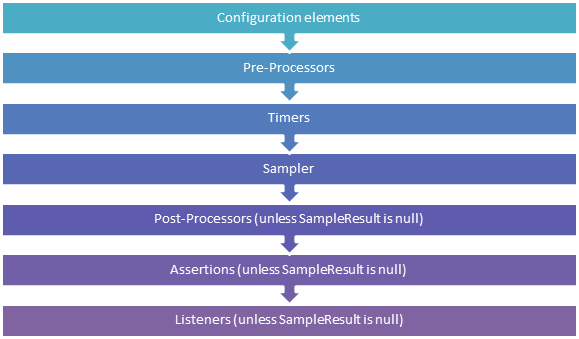 Configuration elements
Pre-Processors
Timers
Sampler
Post-Processors (unless SampleResult is null)
Assertions (unless SampleResult is null)
Listeners (unless SampleResult is null)